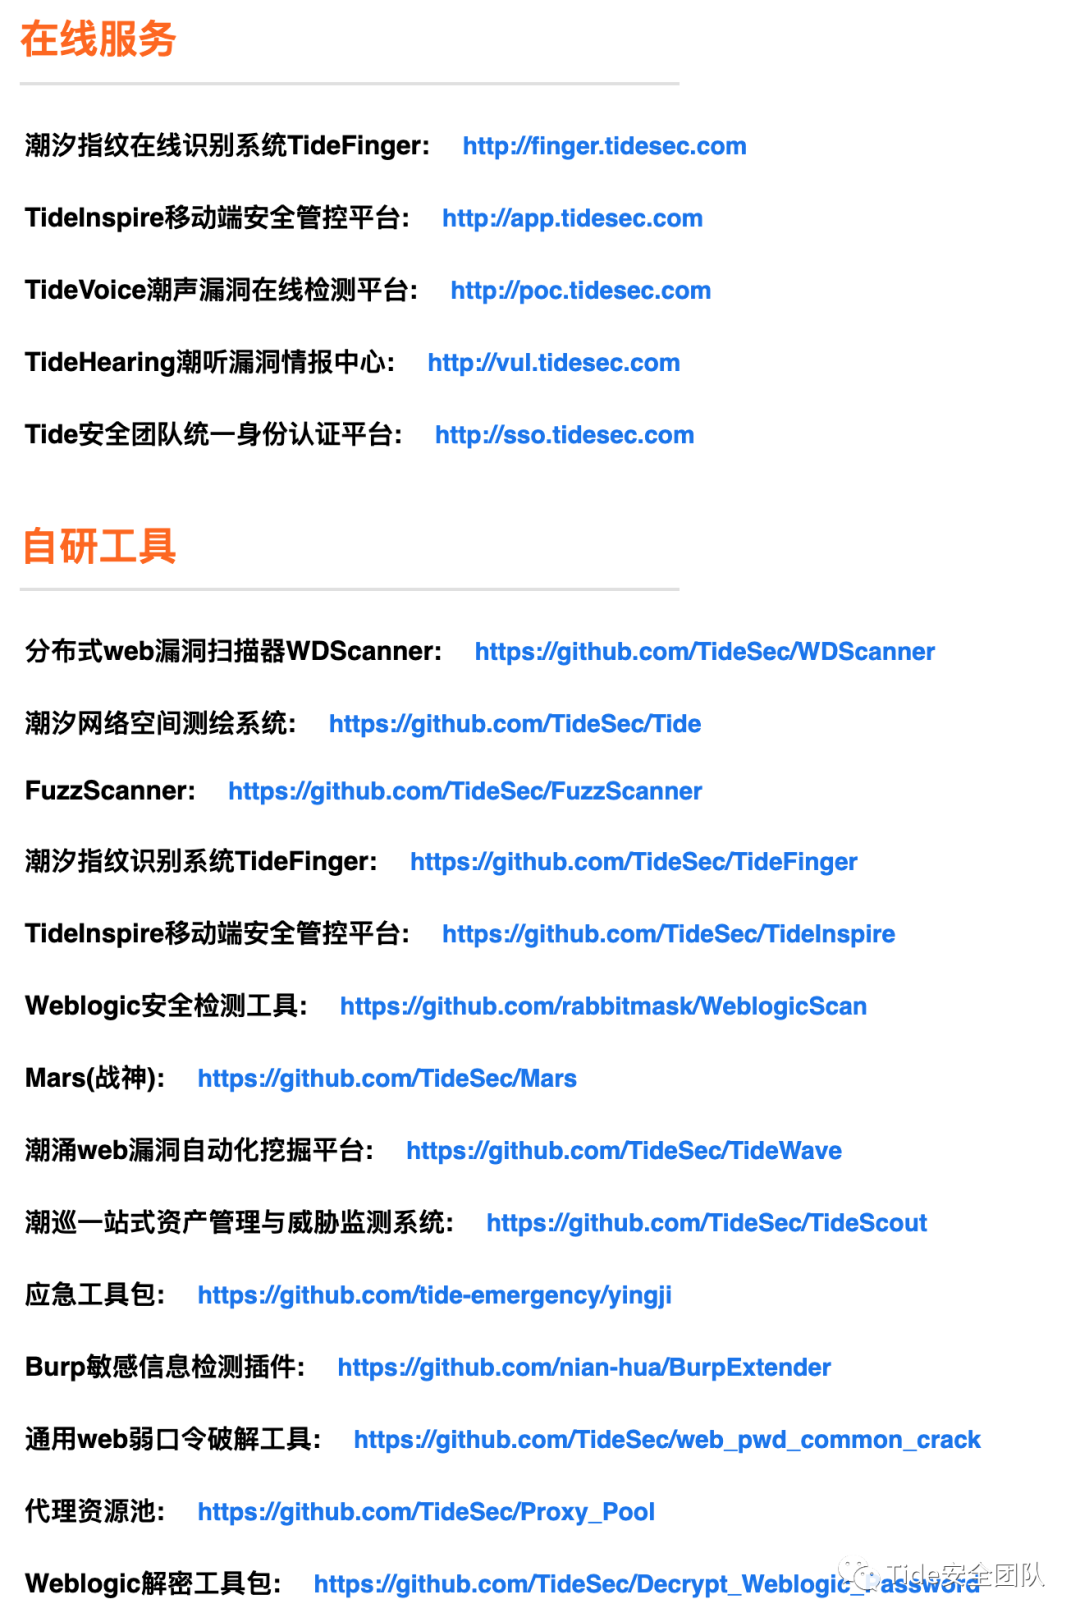 在线服务
潮汐指纹在线识别系统TideFinger: http://finger.tidesec.com
TideInspire移动端安全管控平台: http://app.tidesec.com
TideVoice潮声漏洞在线检测平台: http://poc.tidesec.com
TideHearing潮听漏洞情报中心: http://vul.tidesec.com
Tide安全团队统一身份认证平台: http://sso.tidesec.com
自研工具
分布式web漏洞扫描器WDScanner: https://github.com/TideSec/WDScanner
潮汐网络空间测绘系统: https://github.com/TideSec/Tide
FuzzScanner: https://github.com/TideSec/FuzzScanner
潮汐指纹识别系统TideFinger: https://github.com/TideSec/TideFinger
TideInspire移动端安全管控平台: https://github.com/TideSec/TideInspire
Weblogic安全检测工具: https://github.com/rabbitmask/WeblogicScan
Mars(战神): https://github.com/TideSec/Mars
潮涌web漏洞自动化挖掘平台: https://github.com/TideSec/TideWave
潮巡一站式资产管理与威胁监测系统: https://github.com/TideSec/TideScout
应急工具包: https://github.com/tide-emergency/yingji
Burp敏感信息检测插件: https://github.com/nian-hua/BurpExtender
通用web弱口令破解工具: https://github.com/TideSec/web_pwd_common_crack
代理资源池: https://github.com/TideSec/Proxy_Pool
Weblogic解密工具包: https://github.com/TideSec/Decrypt_Weblogic_Password
Tide安全团队